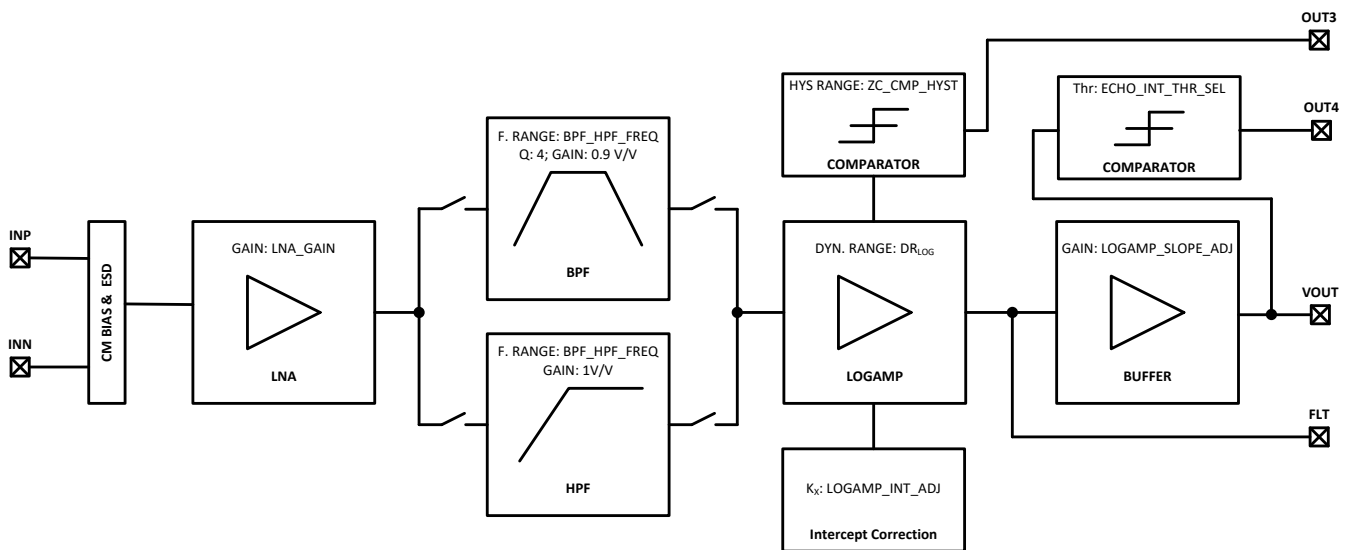 OUT3
HYS RANGE: ZC_CMP_HYST
COMPARATOR
Thr: ECHO_INT_THR_SEL
COMPARATOR
OUT4
INP
INN
CM BIAS & ESD
GAIN: LNA_GAIN
LNA
F. RANGE: BPF_HPF_FREQ
Q: 4; GAIN: 0.9 V/V
BPF
F. RANGE: BPF_HPF_FREQ
GAIN: 1V/V
HPF
DYN. RANGE: DRLOG
LOGAMP
KX: LOGAMP_INT_ADJ
Intercept Correction
GAIN: LOGAMP_SLOPE_ADJ
BUFFER
VOUT
FLT